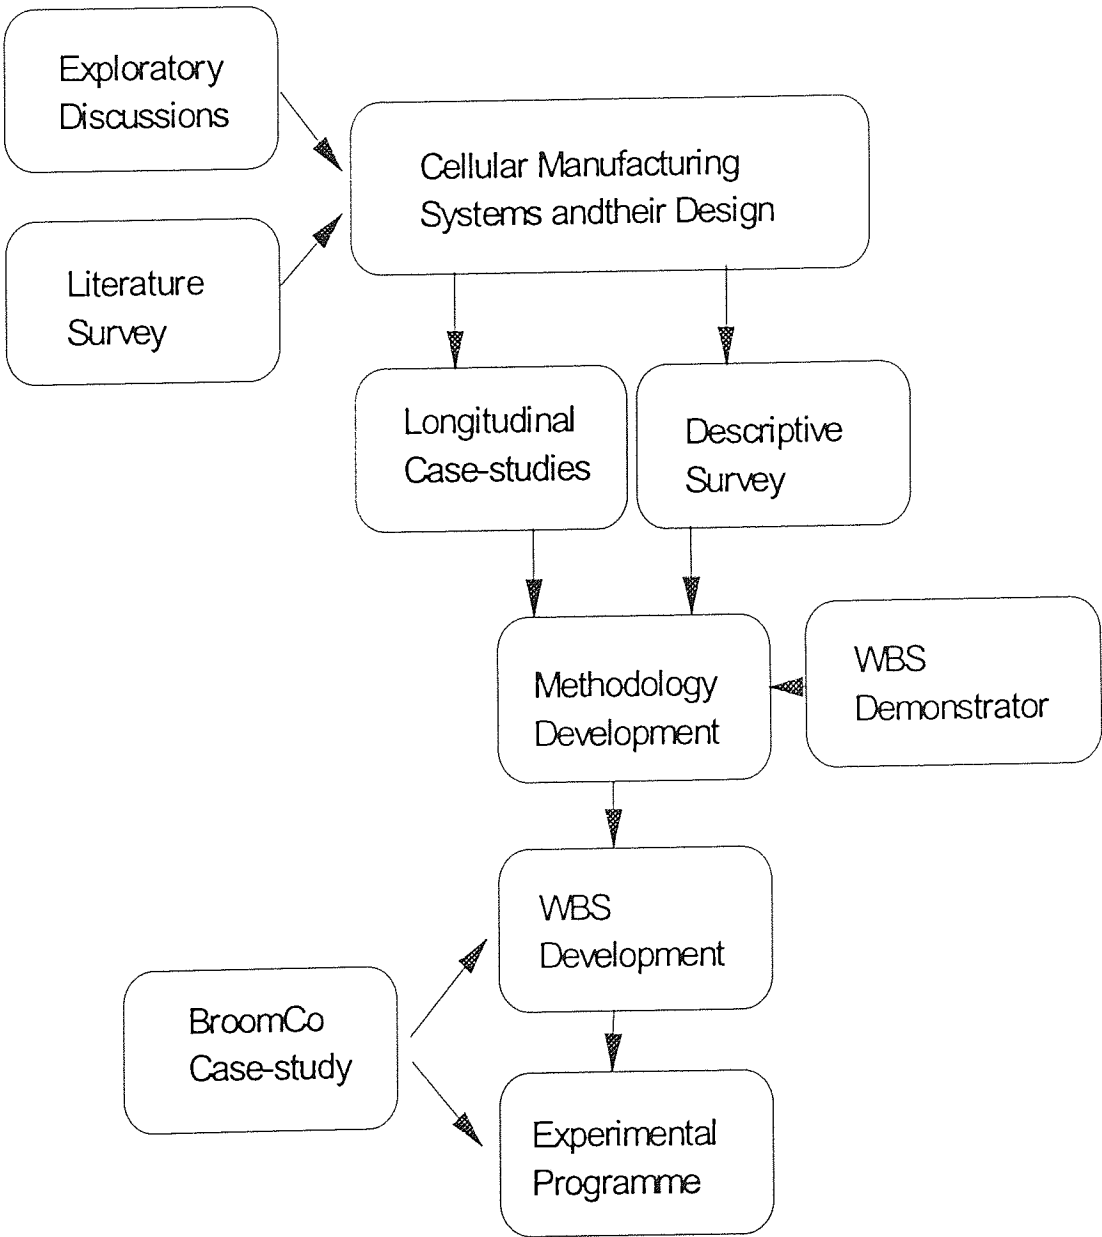 Exploratory
Discussions
Cellular Manufacturing
Systems andtheir Design
Literature
Survey
Longitudinal
Case-studies
Descriptive
Survey
Methodology
Development
WBS
Demonstrator
WBS
Development
BroomCo
Case-study
Experimental
Programme